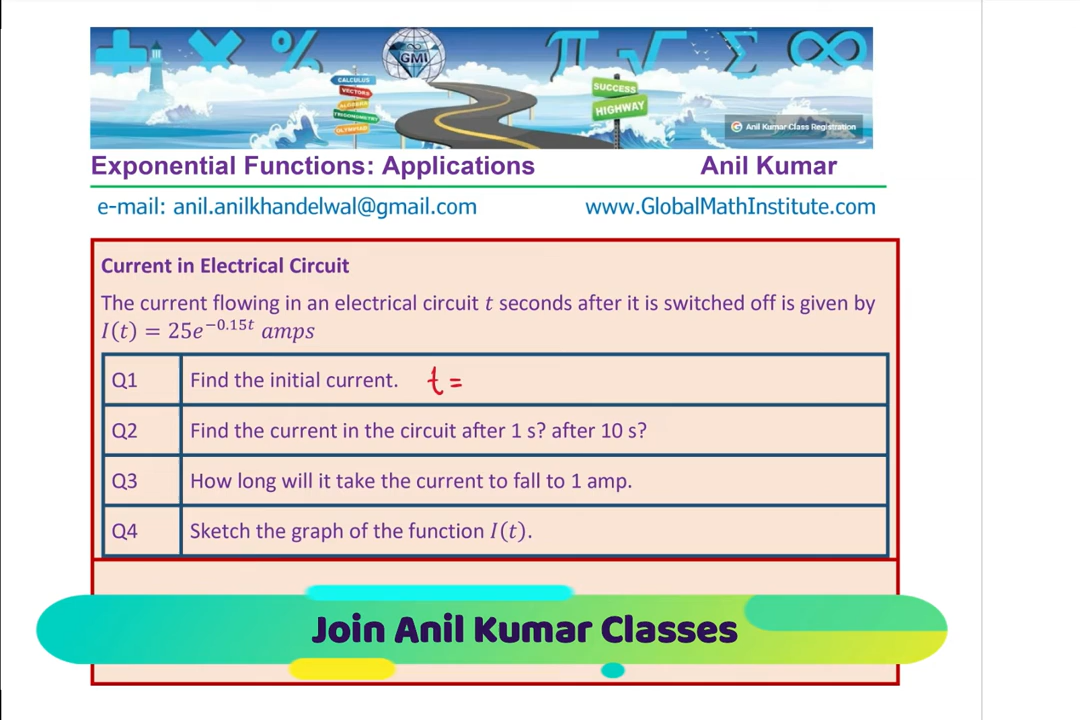 GMI
CALCULUS
VECTORS
ALGEBRA
TRIGONOMETRY
OLYMPIAD
SUCCESS
HIGHWAY
Anil Kumar Class Registration
Exponential Functions: Applications Anil Kumar
e-mail: anil.anilkhandelwal@gmail.com www.GlobalMathInstitute.com
Current in Electrical Circuit
The current flowing in an electrical circuit t seconds after it is switched off is given by
I(t) = 25e^{-0.15t} amps
Q1 Find the initial current. t =
Q2 Find the current in the circuit after 1 s? after 10 s?
Q3 How long will it take the current to fall to 1 amp.
Q4 Sketch the graph of the function I(t).
Join Anil Kumar Classes